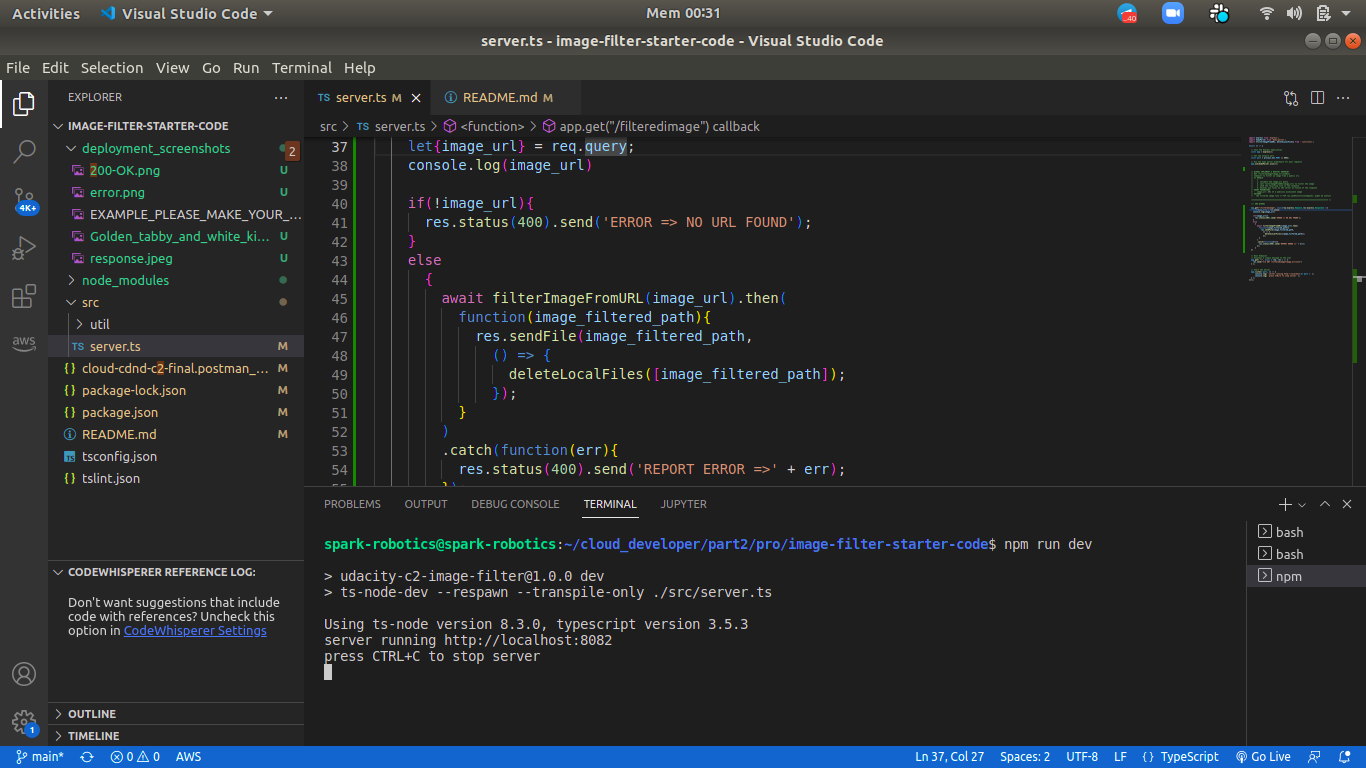 Activities
Visual Studio Code
Mem 00:31
40
server.ts - image-filter-starter-code - Visual Studio Code
File Edit Selection View Go Run Terminal Help
EXPLORER
TS server.ts M
README.md M
IMAGE-FILTER-STARTER-CODE
src > TS server.ts > <function> > app.get("/filteredimage") callback
deployment_screenshots
2
200-OK.png U
error.png U
EXAMPLE_PLEASE_MAKE_YOUR_...
Golden_tabby_and_white_ki... U
response.jpeg U
node_modules
src
util
TS server.ts M
{} cloud-cdnd-c2-final.postman_... M
{} package-lock.json M
{} package.json M
README.md M
TS tsconfig.json
{} tslint.json
4K+
aws
37 let{image_url} = req.query;
38 console.log(image_url)
39
40 if(!image_url){
41 res.status(400).send('ERROR => NO URL FOUND');
42 }
43 else
44 {
45 await filterImageFromURL(image_url).then(
46 function(image_filtered_path){
47 res.sendFile(image_filtered_path,
48 () => {
49 deleteLocalFiles([image_filtered_path]);
50 });
51 }
52 )
53 .catch(function(err){
54 res.status(400).send('REPORT ERROR =>' + err);
PROBLEMS OUTPUT DEBUG CONSOLE TERMINAL JUPYTER
spark-robotics@spark-robotics:~/cloud_developer/part2/pro/image-filter-starter-code$ npm run dev
> udacity-c2-image-filter@1.0.0 dev
> ts-node-dev --respawn --transpile-only ./src/server.ts
Using ts-node version 8.3.0, typescript version 3.5.3
server running http://localhost:8082
press CTRL+C to stop server
bash
bash
npm
CODEWHISPERER REFERENCE LOG:
Don't want suggestions that include
code with references? Uncheck this
option in CodeWhisperer Settings
OUTLINE
TIMELINE
1
main* 0 0 AWS
Ln 37, Col 27 Spaces: 2 UTF-8 LF {} TypeScript Go Live